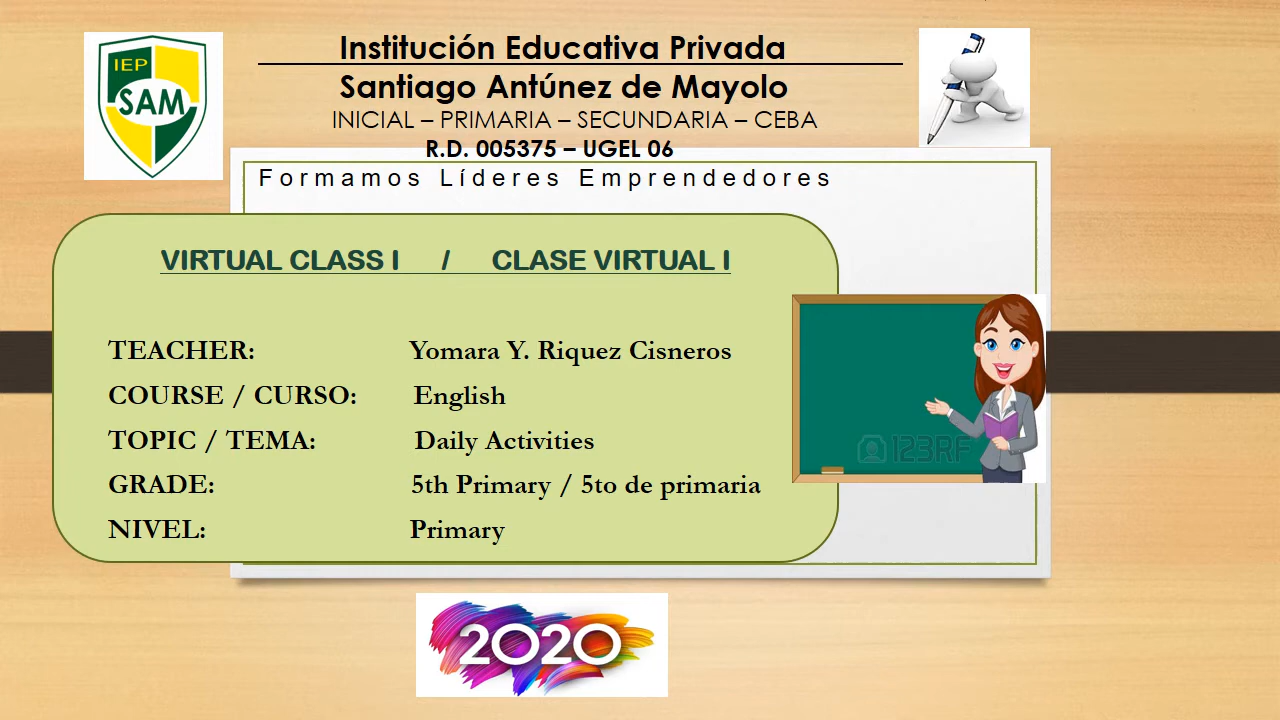 IEP
SAM
Institución Educativa Privada
Santiago Antúnez de Mayolo
INICIAL – PRIMARIA – SECUNDARIA – CEBA
R.D. 005375 – UGEL 06
Formamos Líderes Emprendedores
VIRTUAL CLASS I / CLASE VIRTUAL I
TEACHER: Yomara Y. Riquez Cisneros
COURSE / CURSO: English
TOPIC / TEMA: Daily Activities
GRADE: 5th Primary / 5to de primaria
NIVEL: Primary
123RF
2020